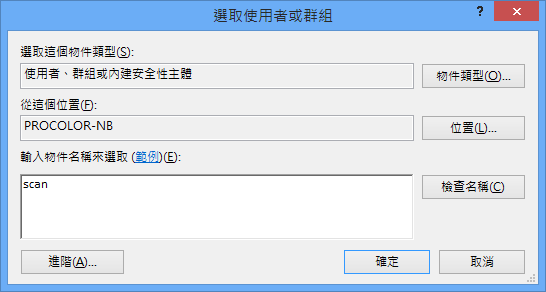 選取使用者或群組
?
選取這個物件類型(S):
使用者、群組或內建安全性主體
物件類型(O)...
從這個位置(F):
PROCOLOR-NB
位置(L)...
輸入物件名稱來選取 (範例)(E):
scan
檢查名稱(C)
進階(A)...
確定
取消